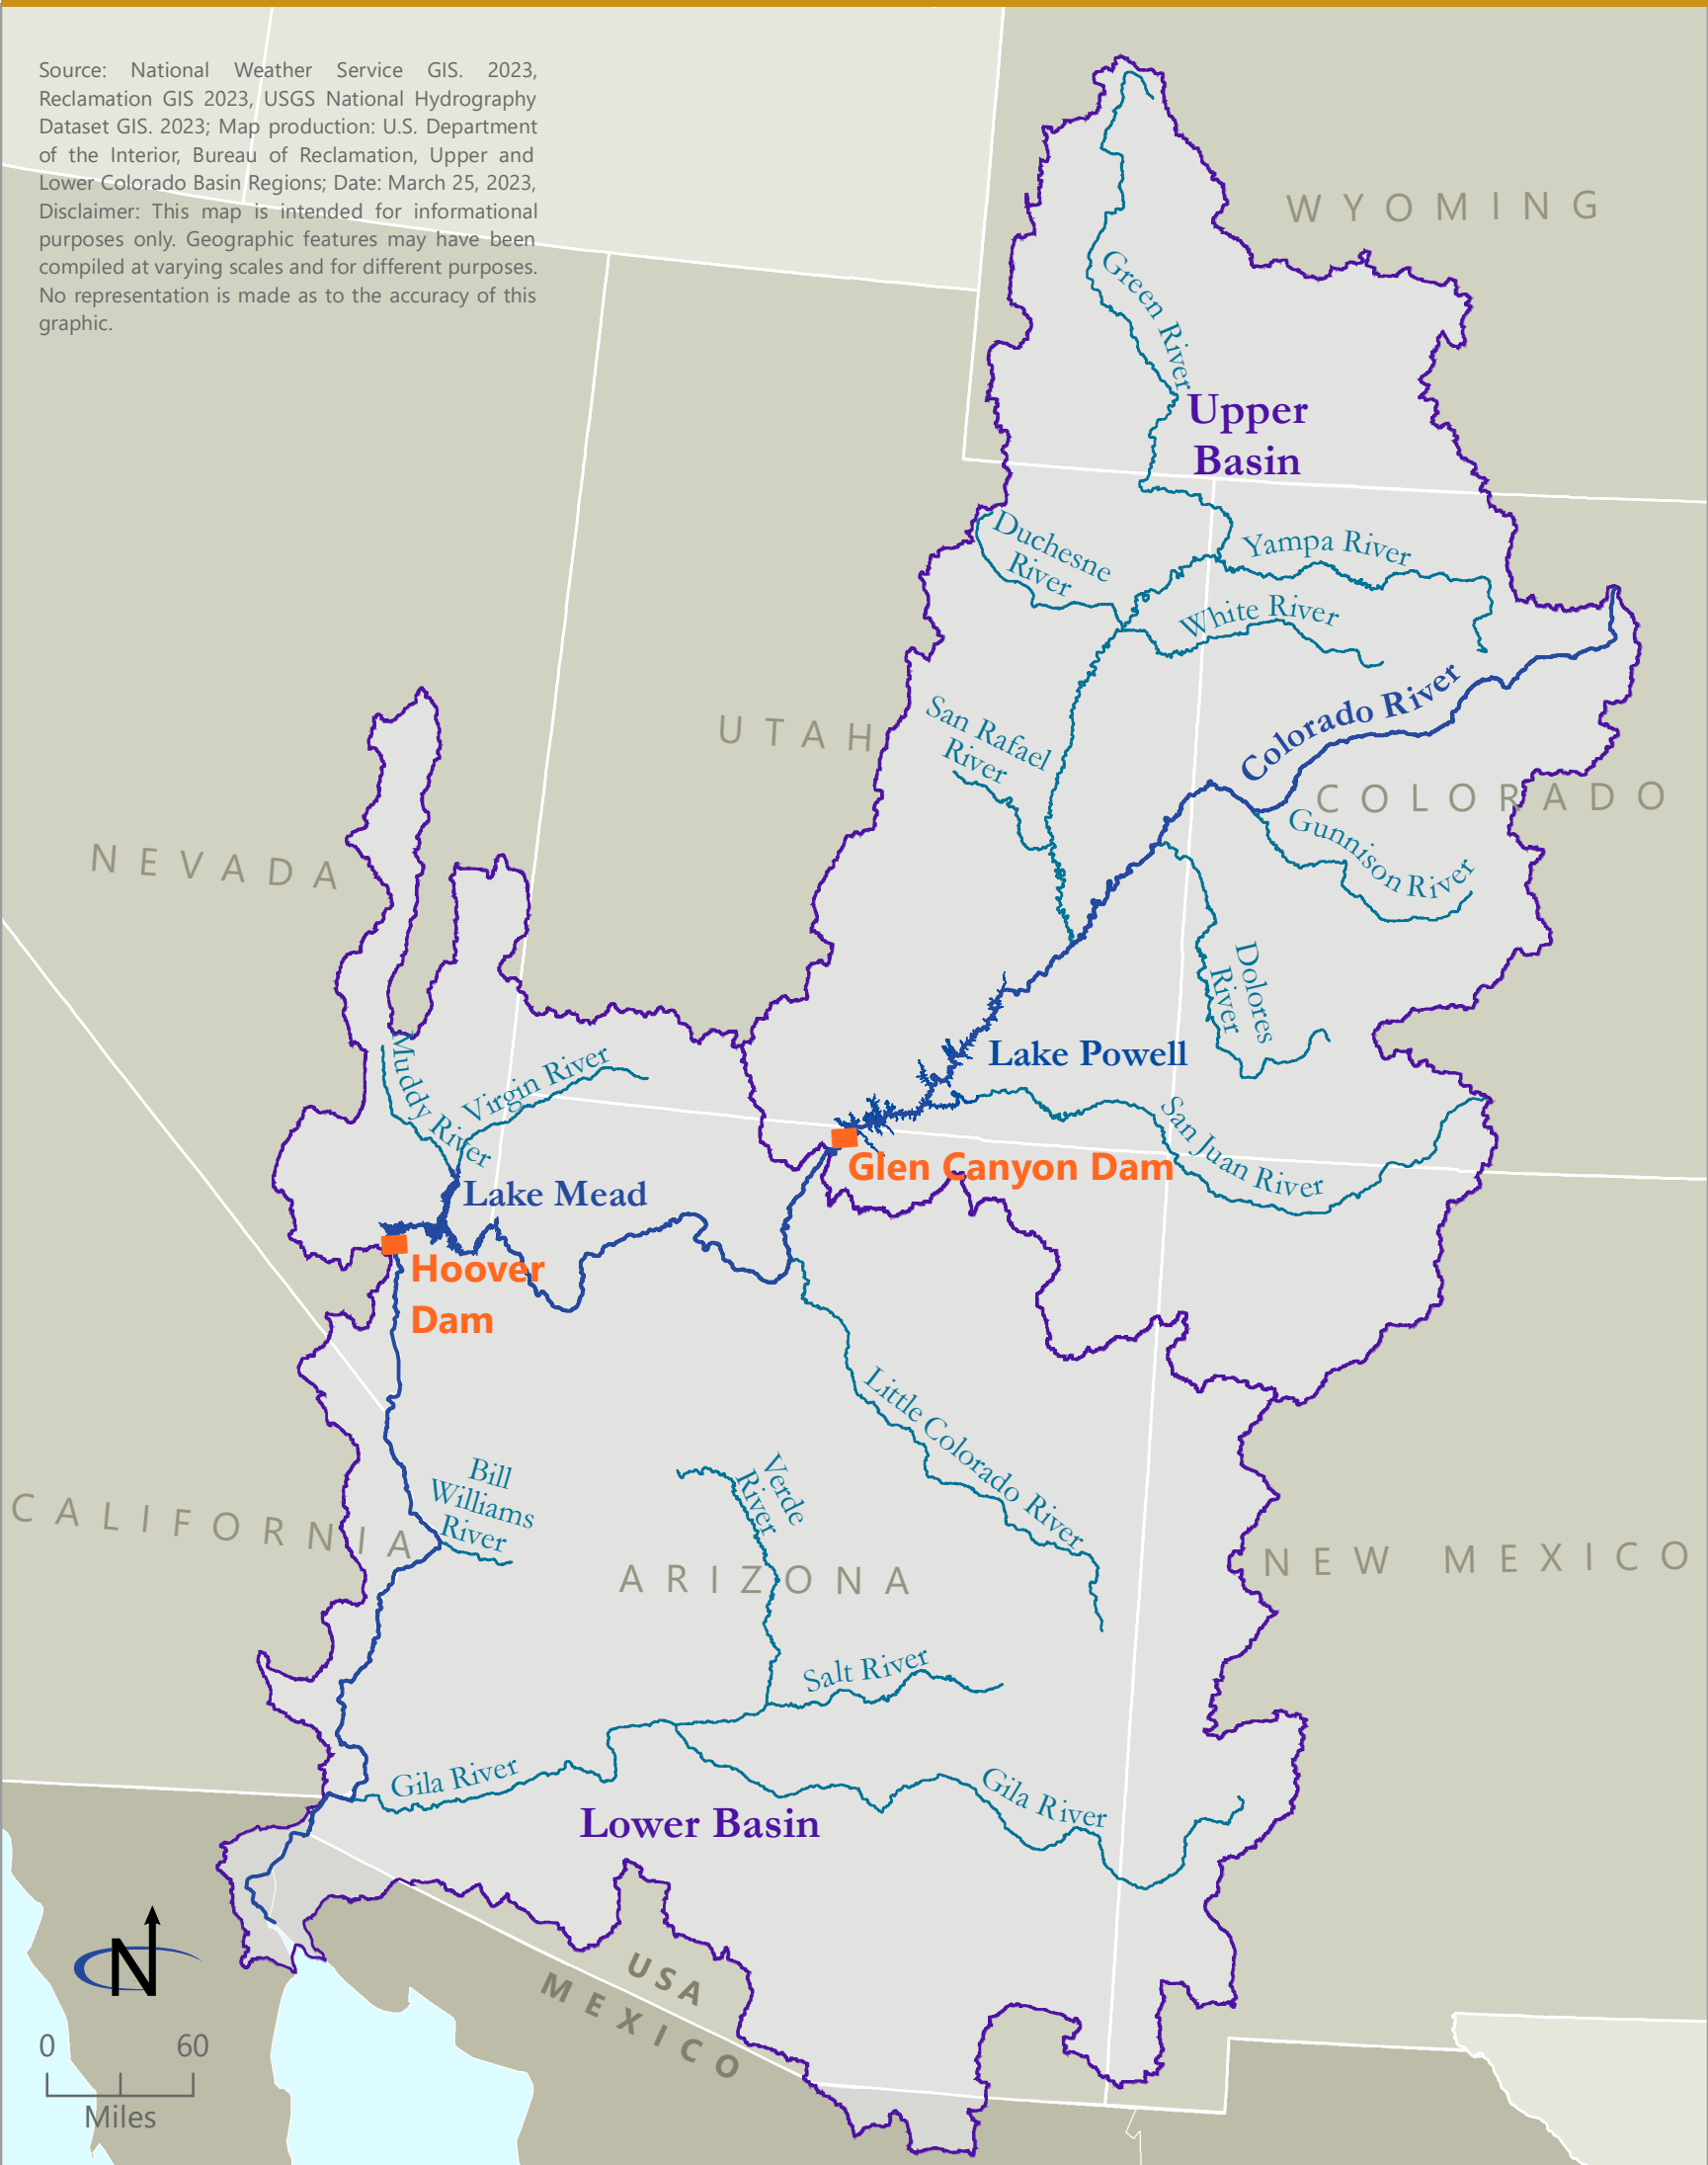 Source: National Weather Service GIS. 2023,
Reclamation GIS 2023, USGS National Hydrography
Dataset GIS. 2023; Map production: U.S. Department
of the Interior, Bureau of Reclamation, Upper and
Lower Colorado Basin Regions; Date: March 25, 2023,
Disclaimer: This map is intended for informational
purposes only. Geographic features may have been
compiled at varying scales and for different purposes.
No representation is made as to the accuracy of this
graphic.
WYOMING
Green River
Upper
Basin
Duchesne
River
Yampa River
White River
Colorado River
San Rafael
River
UTAH
COLORADO
Gunnison River
NEVADA
Dolores
River
Lake Powell
Muddy River
Virgin River
San Juan River
Glen Canyon Dam
Lake Mead
Hoover
Dam
Little Colorado River
Bill
Williams
River
Verde
River
CALIFORNIA
ARIZONA
NEW MEXICO
Salt River
Gila River
Gila River
Lower Basin
USA
MEXICO
N
0 60
Miles